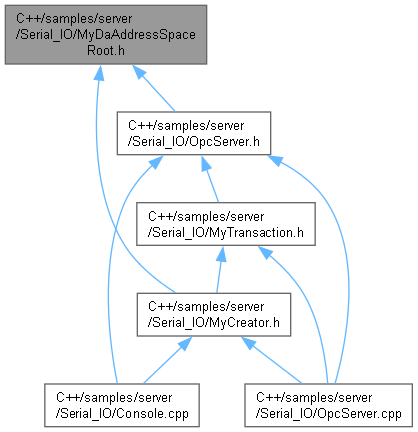 C++/samples/server
/Serial_IO/MyDaAddressSpace
Root.h
C++/samples/server
/Serial_IO/OpcServer.h
C++/samples/server
/Serial_IO/MyTransaction.h
C++/samples/server
/Serial_IO/MyCreator.h
C++/samples/server
/Serial_IO/Console.cpp
C++/samples/server
/Serial_IO/OpcServer.cpp